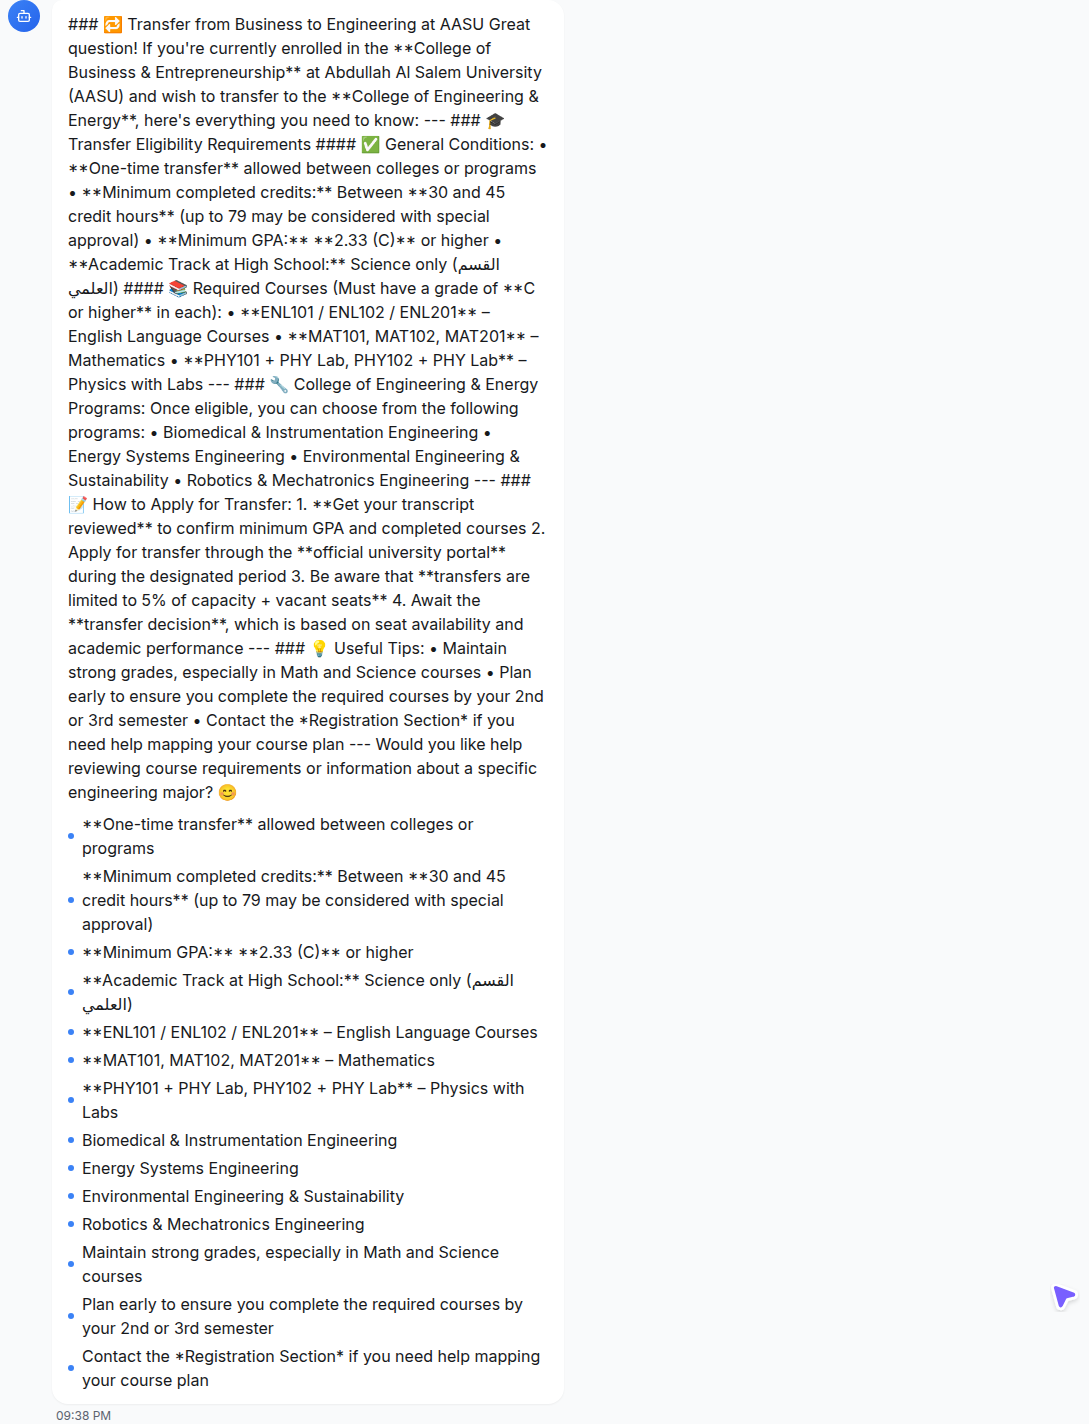 ### 🔁 Transfer from Business to Engineering at AASU Great
question! If you're currently enrolled in the **College of
Business & Entrepreneurship** at Abdullah Al Salem University
(AASU) and wish to transfer to the **College of Engineering &
Energy**, here's everything you need to know: --- ### 🎓
Transfer Eligibility Requirements #### ✅ General Conditions: •
**One-time transfer** allowed between colleges or programs
• **Minimum completed credits:** Between **30 and 45
credit hours** (up to 79 may be considered with special
approval) • **Minimum GPA:** **2.33 (C)** or higher •
**Academic Track at High School:** Science only (القسم
العلمي) #### 📚 Required Courses (Must have a grade of **C
or higher** in each): • **ENL101 / ENL102 / ENL201** –
English Language Courses • **MAT101, MAT102, MAT201** –
Mathematics • **PHY101 + PHY Lab, PHY102 + PHY Lab** –
Physics with Labs --- ### 🔧 College of Engineering & Energy
Programs: Once eligible, you can choose from the following
programs: • Biomedical & Instrumentation Engineering •
Energy Systems Engineering • Environmental Engineering &
Sustainability • Robotics & Mechatronics Engineering --- ###
📝 How to Apply for Transfer: 1. **Get your transcript
reviewed** to confirm minimum GPA and completed courses 2.
Apply for transfer through the **official university portal**
during the designated period 3. Be aware that **transfers are
limited to 5% of capacity + vacant seats** 4. Await the
**transfer decision**, which is based on seat availability and
academic performance --- ### 💡 Useful Tips: • Maintain
strong grades, especially in Math and Science courses • Plan
early to ensure you complete the required courses by your 2nd
or 3rd semester • Contact the *Registration Section* if you
need help mapping your course plan --- Would you like help
reviewing course requirements or information about a specific
engineering major? 😊
• **One-time transfer** allowed between colleges or
programs
• **Minimum completed credits:** Between **30 and 45
credit hours** (up to 79 may be considered with special
approval)
• **Minimum GPA:** **2.33 (C)** or higher
• **Academic Track at High School:** Science only (القسم
العلمي)
• **ENL101 / ENL102 / ENL201** – English Language Courses
• **MAT101, MAT102, MAT201** – Mathematics
• **PHY101 + PHY Lab, PHY102 + PHY Lab** – Physics with
Labs
• Biomedical & Instrumentation Engineering
• Energy Systems Engineering
• Environmental Engineering & Sustainability
• Robotics & Mechatronics Engineering
• Maintain strong grades, especially in Math and Science
courses
• Plan early to ensure you complete the required courses by
your 2nd or 3rd semester
• Contact the *Registration Section* if you need help mapping
your course plan
09:38 PM